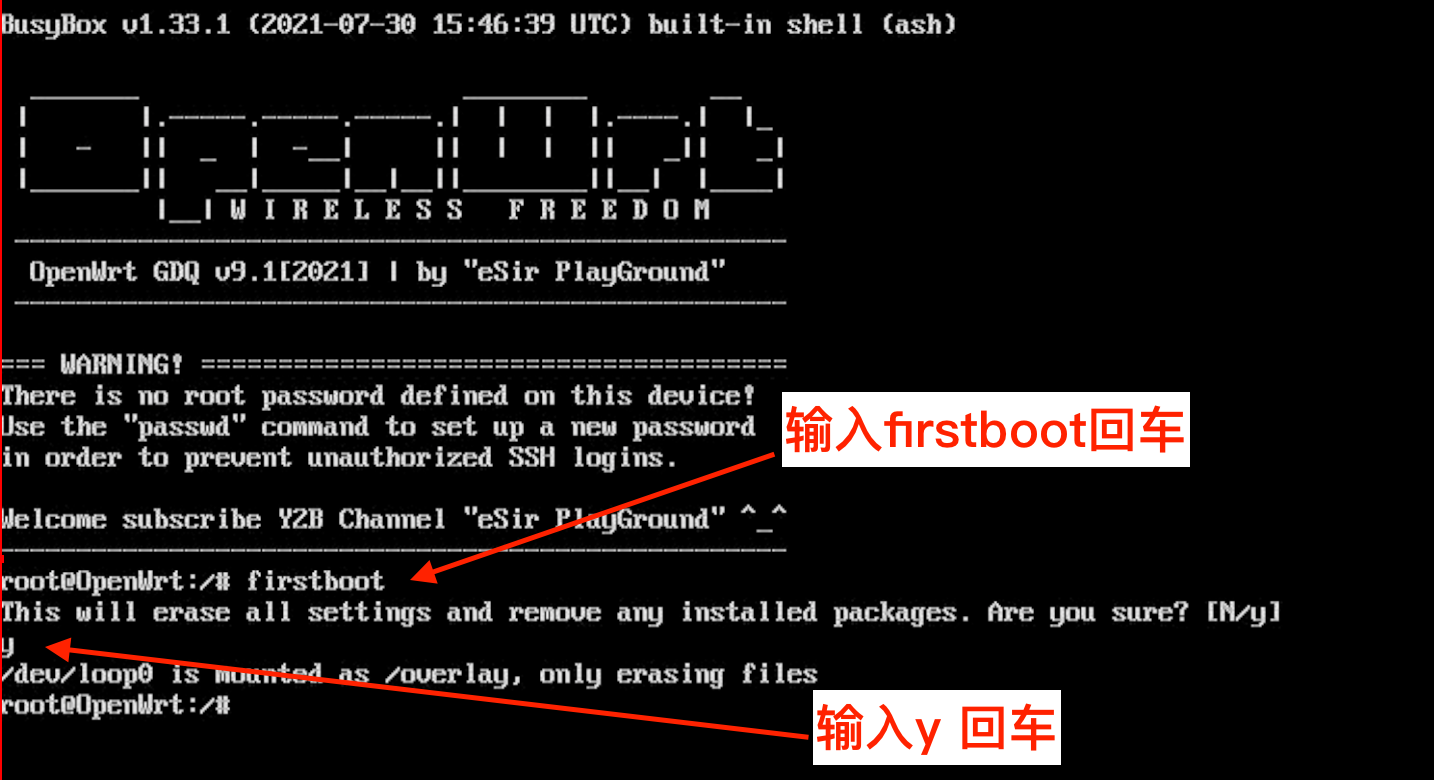 BusyBox v1.33.1 (2021-07-30 15:46:39 UTC) built-in shell (ash)
OpenWrt
W I R E L E S S   F R E E D O M
OpenWrt GDQ v9.1[2021] | by "eSir PlayGround"
=== WARNING! =====================================
There is no root password defined on this device!
Use the "passwd" command to set up a new password
in order to prevent unauthorized SSH logins.
输入firstboot回车
Welcome subscribe Y2B Channel "eSir PlayGround" ^_^
root@OpenWrt:/# firstboot
This will erase all settings and remove any installed packages. Are you sure? [N/y]
y
/dev/loop0 is mounted as /overlay, only erasing files
root@OpenWrt:/#
输入y 回车